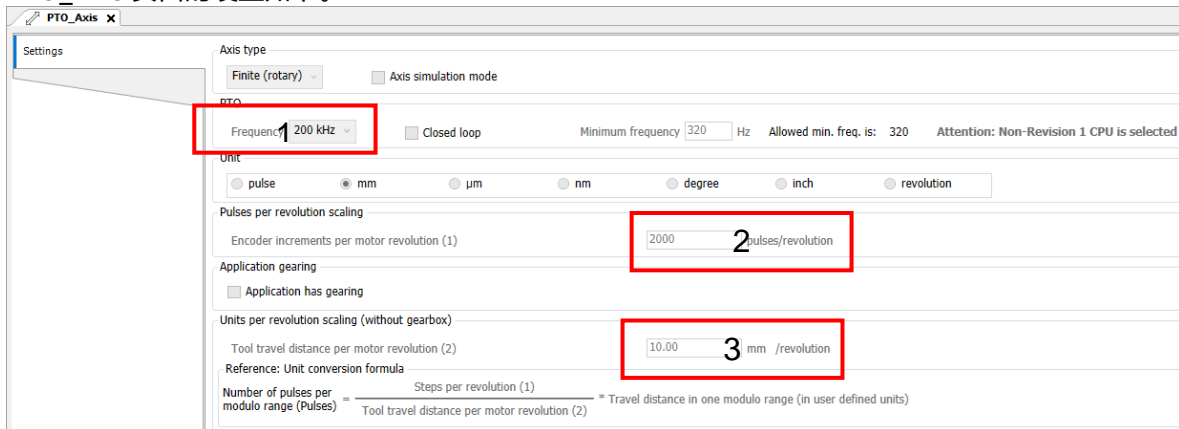 PTO_Axis X
Settings
Axis type
Finite (rotary)
Axis simulation mode
PTO
Frequency 1 200 kHz
Closed loop
Minimum frequency 320 Hz Allowed min. freq. is: 320 Attention: Non-Revision 1 CPU is selected
Unit
pulse mm µm nm degree inch revolution
Pulses per revolution scaling
Encoder increments per motor revolution (1) 2000 2 pulses/revolution
Application gearing
Application has gearing
Units per revolution scaling (without gearbox)
Tool travel distance per motor revolution (2) 10.00 3 mm /revolution
Reference: Unit conversion formula
Number of pulses per modulo range (Pulses) = Steps per revolution (1)
Tool travel distance per motor revolution (2) * Travel distance in one modulo range (in user defined units)